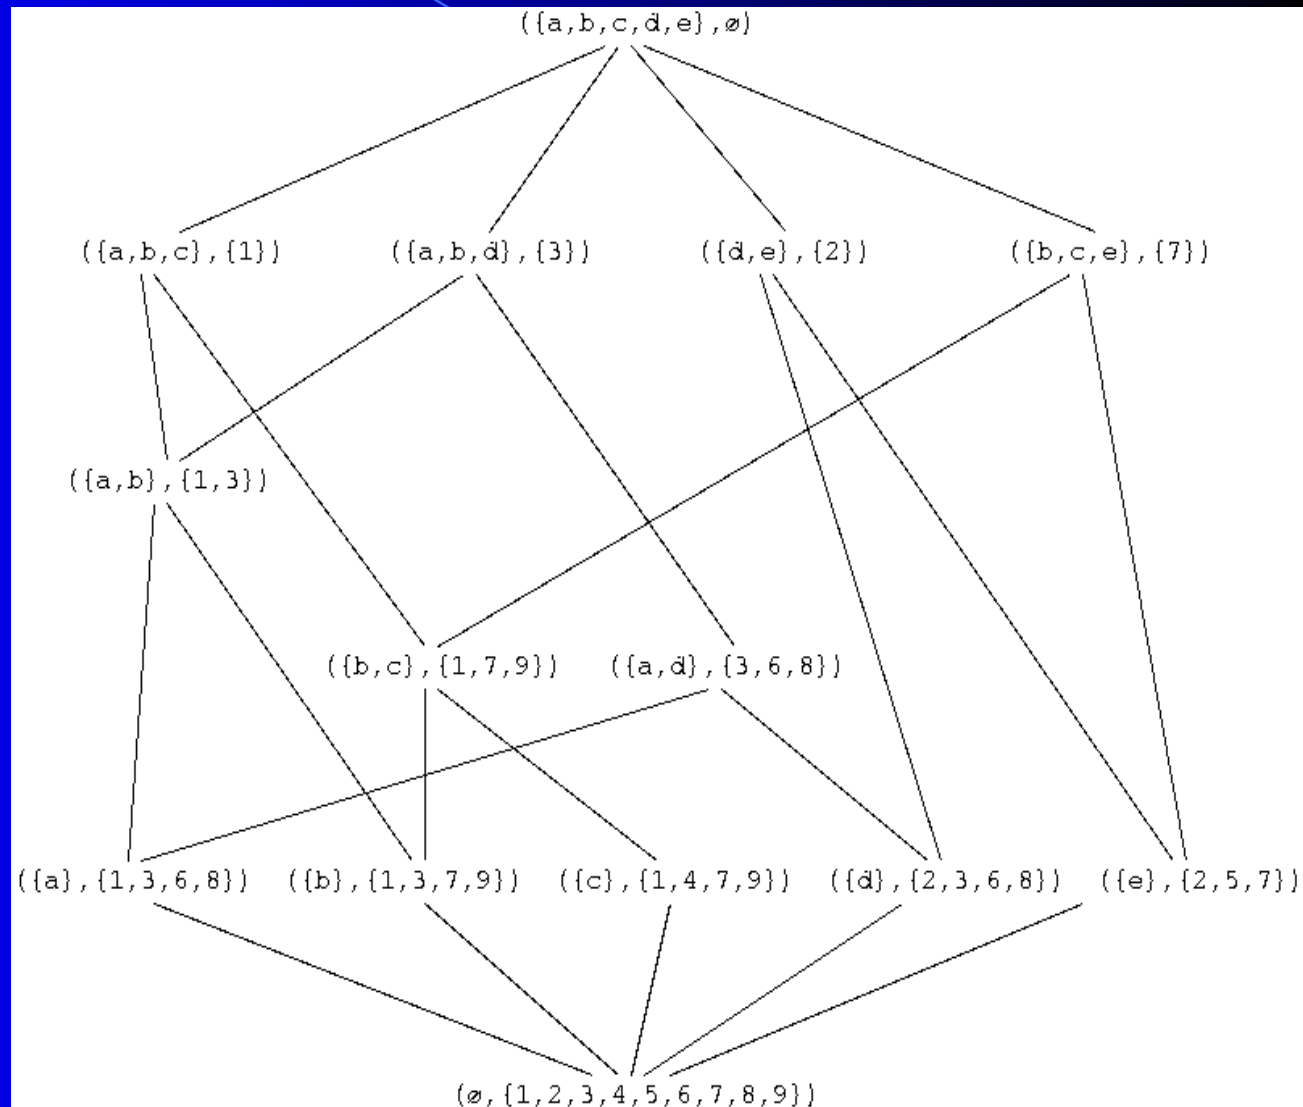 ({a,b,c,d,e},∅)
({a,b,c},{1}) ({a,b,d},{3}) ({d,e},{2}) ({b,c,e},{7})
({a,b},{1,3})
({b,c},{1,7,9}) ({a,d},{3,6,8})
({a},{1,3,6,8}) ({b},{1,3,7,9}) ({c},{1,4,7,9}) ({d},{2,3,6,8}) ({e},{2,5,7})
(∅,{1,2,3,4,5,6,7,8,9})